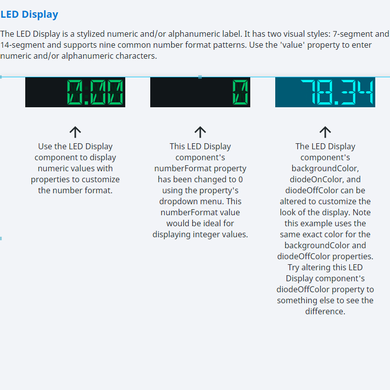 LED Display
The LED Display is a stylized numeric and/or alphanumeric label. It has two visual styles: 7-segment and
14-segment and supports nine common number format patterns. Use the 'value' property to enter
numeric and/or alphanumeric characters.
0.00
0
78.34
Use the LED Display
component to display
numeric values with
properties to customize
the number format.
This LED Display
component's
numberFormat property
has been changed to 0
using the property's
dropdown menu. This
numberFormat value
would be ideal for
displaying integer values.
The LED Display
component's
backgroundColor,
diodeOnColor, and
diodeOffColor can be
altered to customize the
look of the display. Note
this example uses the
same exact color for the
backgroundColor and
diodeOffColor properties.
Try altering this LED
Display component's
diodeOffColor property to
something else to see the
difference.